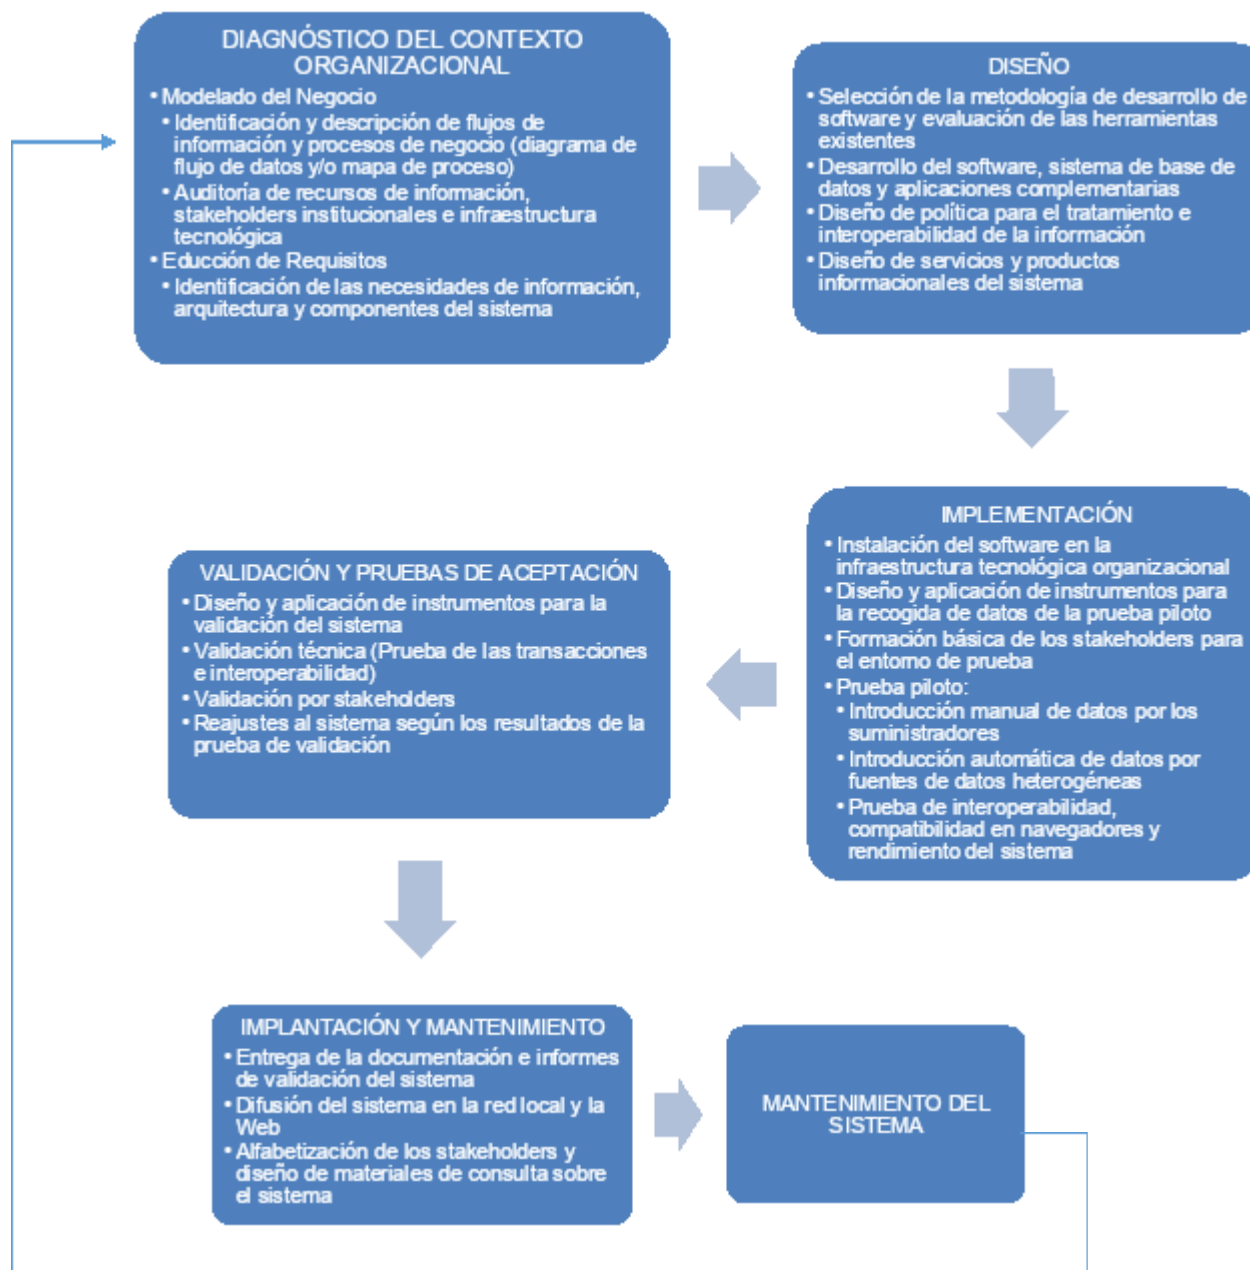 DIAGNÓSTICO DEL CONTEXTO
ORGANIZACIONAL
• Modelado del Negocio
• Identificación y descripción de flujos de
información y procesos de negocio (diagrama de
flujo de datos y/o mapa de proceso)
• Auditoría de recursos de información,
stakeholders institucionales e infraestructura
tecnológica
• Educción de Requisitos
• Identificación de las necesidades de información,
arquitectura y componentes del sistema
DISEÑO
• Selección de la metodología de desarrollo de
software y evaluación de las herramientas
existentes
• Desarrollo del software, sistema de base de
datos y aplicaciones complementarias
• Diseño de política para el tratamiento e
interoperabilidad de la información
• Diseño de servicios y productos
informacionales del sistema
IMPLEMENTACIÓN
• Instalación del software en la
infraestructura tecnológica organizacional
• Diseño y aplicación de instrumentos para
la recogida de datos de la prueba piloto
• Formación básica de los stakeholders para
el entorno de prueba
• Prueba piloto:
• Introducción manual de datos por los
suministradores
• Introducción automática de datos por
fuentes de datos heterogéneas
• Prueba de interoperabilidad,
compatibilidad en navegadores y
rendimiento del sistema
VALIDACIÓN Y PRUEBAS DE ACEPTACIÓN
• Diseño y aplicación de instrumentos para la
validación del sistema
• Validación técnica (Prueba de las transacciones
e interoperabilidad)
• Validación por stakeholders
• Reajustes al sistema según los resultados de la
prueba de validación
IMPLANTACIÓN Y MANTENIMIENTO
• Entrega de la documentación e informes
de validación del sistema
• Difusión del sistema en la red local y la
Web
• Alfabetización de los stakeholders y
diseño de materiales de consulta sobre
el sistema
MANTENIMIENTO DEL
SISTEMA